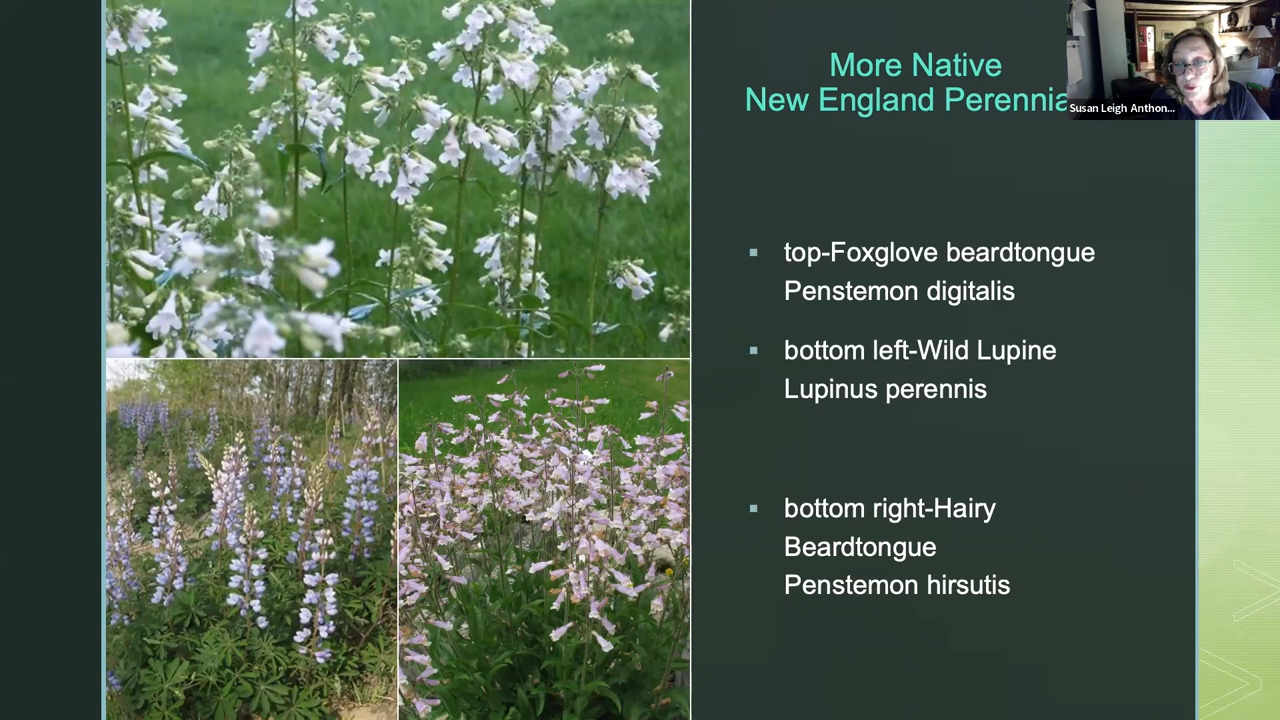 More Native
New England Perennia
Susan Leigh Anthon...
▪ top-Foxglove beardtongue
Penstemon digitalis
▪ bottom left-Wild Lupine
Lupinus perennis
▪ bottom right-Hairy
Beardtongue
Penstemon hirsutis